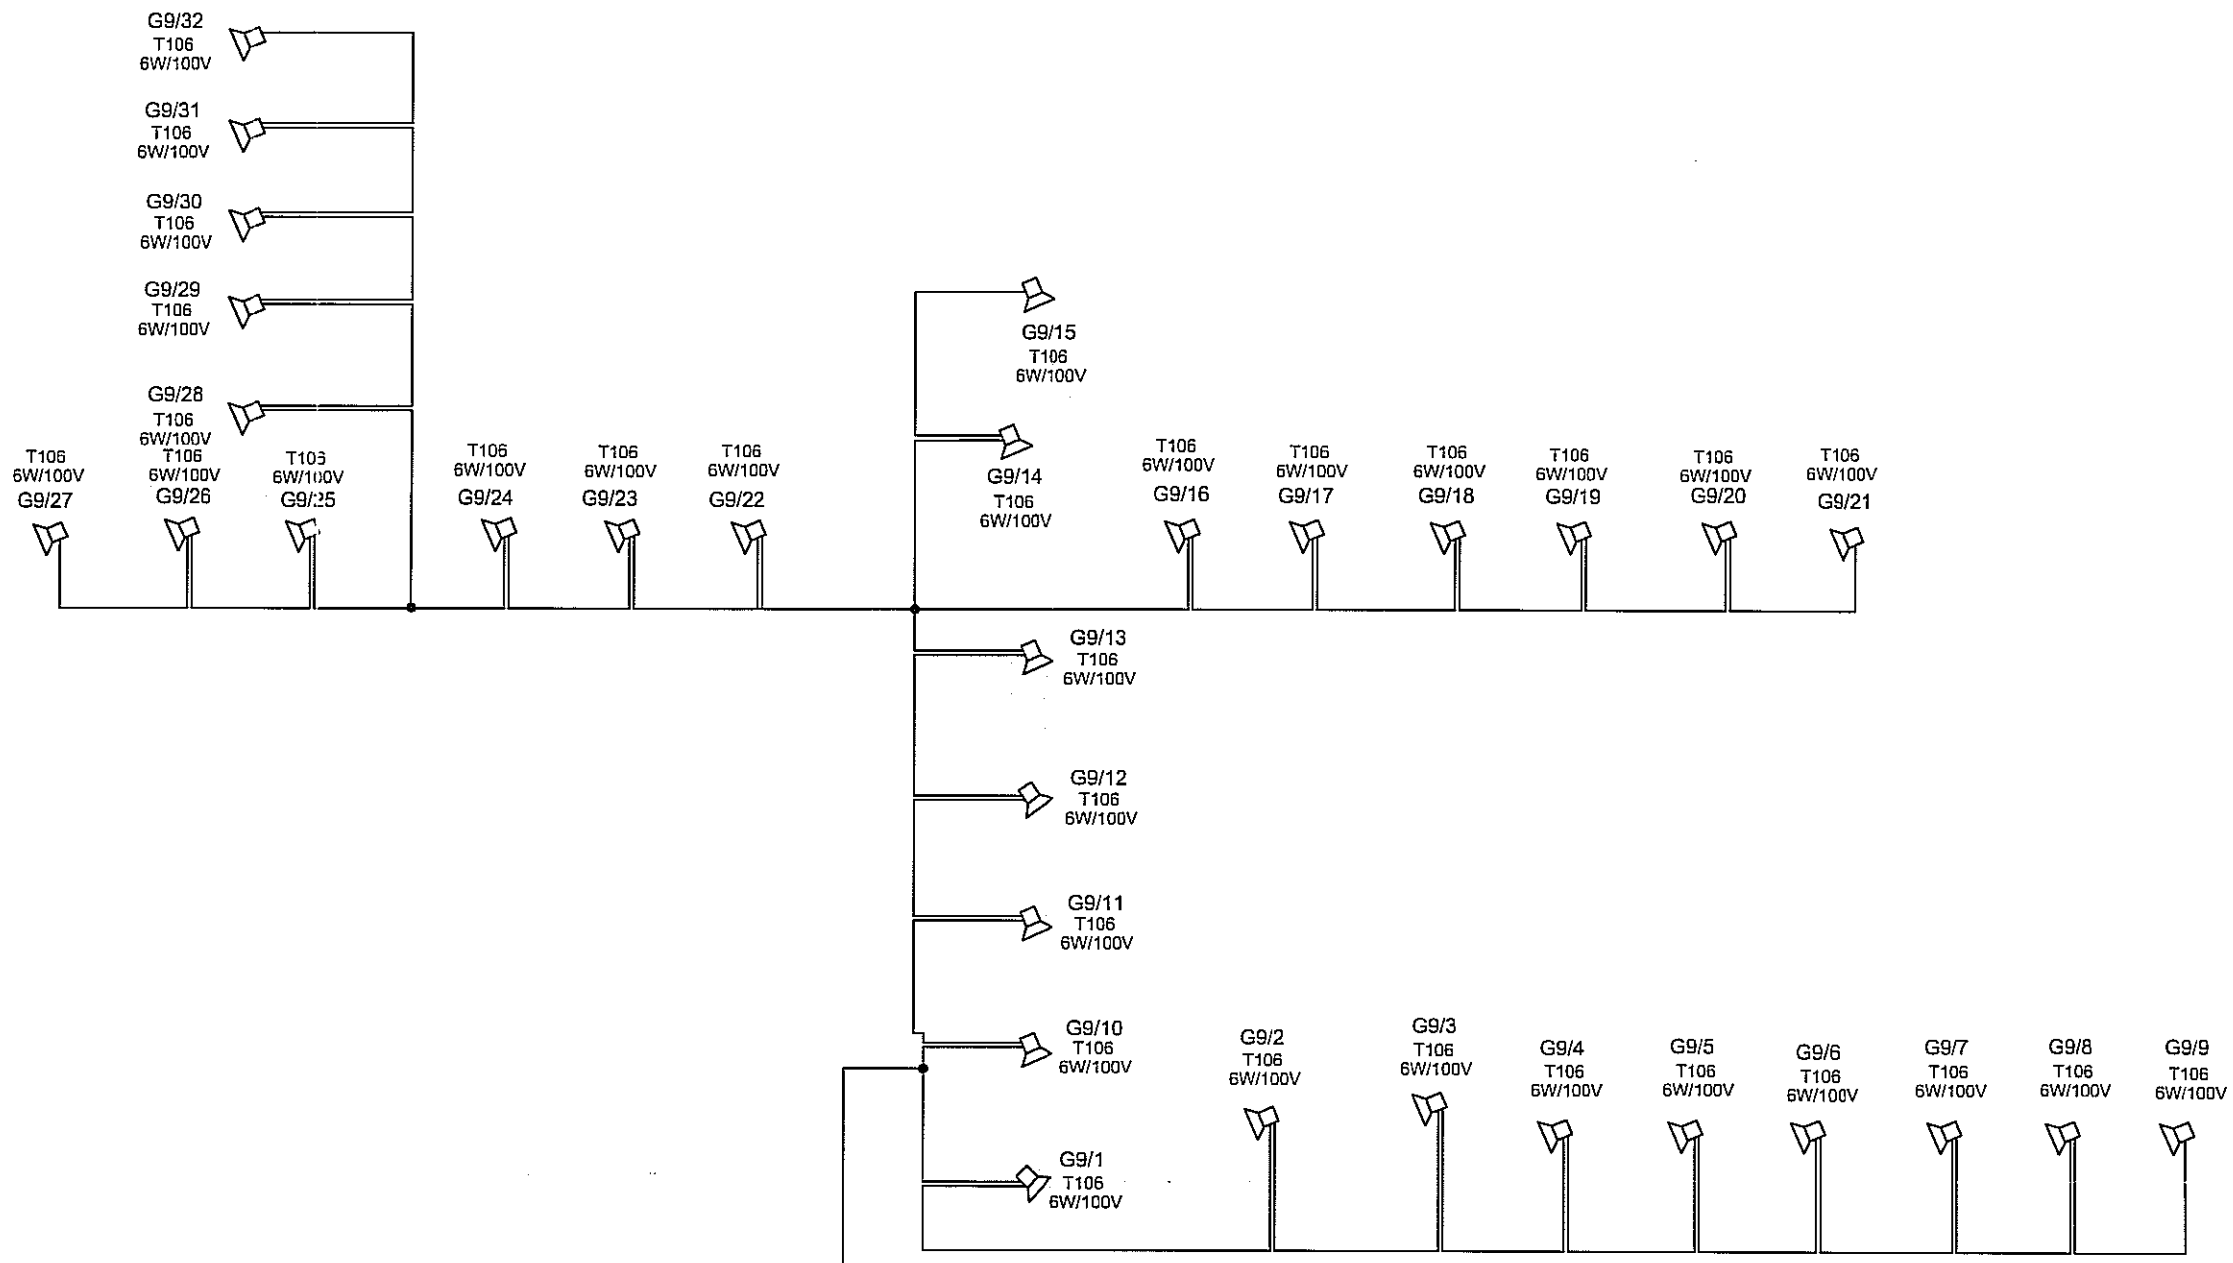 G9/32
T106
6W/100V
G9/31
T106
6W/100V
G9/30
T106
6W/100V
G9/29
T106
6W/100V
G9/28
T106
6W/100V
T106
6W/100V
G9/27
T106
6W/100V
G9/26
T106
6W/100V
G9/25
T106
6W/100V
G9/24
T106
6W/100V
G9/23
T106
6W/100V
G9/22
G9/15
T106
6W/100V
G9/14
T106
6W/100V
T106
6W/100V
G9/16
T106
6W/100V
G9/17
T106
6W/100V
G9/18
T106
6W/100V
G9/19
T106
6W/100V
G9/20
T106
6W/100V
G9/21
G9/13
T106
6W/100V
G9/12
T106
6W/100V
G9/11
T106
6W/100V
G9/10
T106
6W/100V
G9/1
T106
6W/100V
G9/2
T106
6W/100V
G9/3
T106
6W/100V
G9/4
T106
6W/100V
G9/5
T106
6W/100V
G9/6
T106
6W/100V
G9/7
T106
6W/100V
G9/8
T106
6W/100V
G9/9
T106
6W/100V